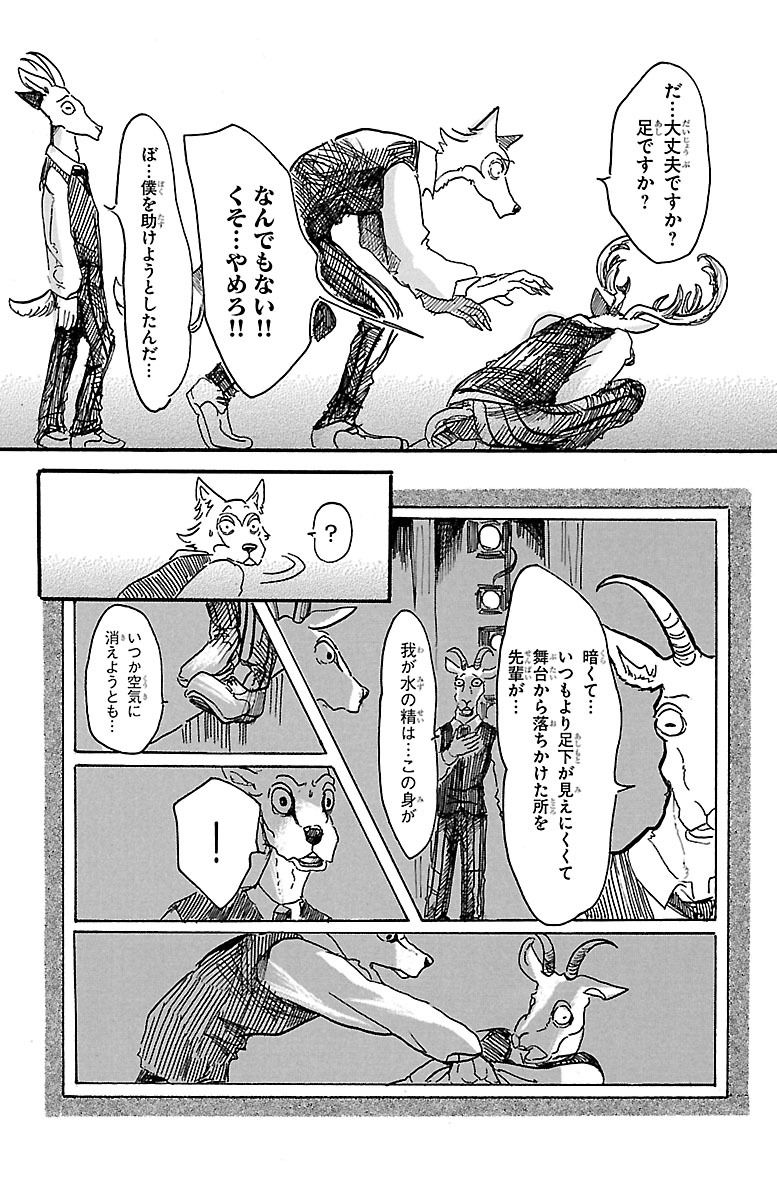 だ…大丈夫ですか?
足ですか?
なんでもない!!
くそ…やめろ!!
ぼ…僕を助けようとしたんだ…
?
暗くて…
いつもより足下が見えにくくて
舞台から落ちかけた所を
先輩が…
我が水の精は…この身が
いつか空気に
消えようとも…
!